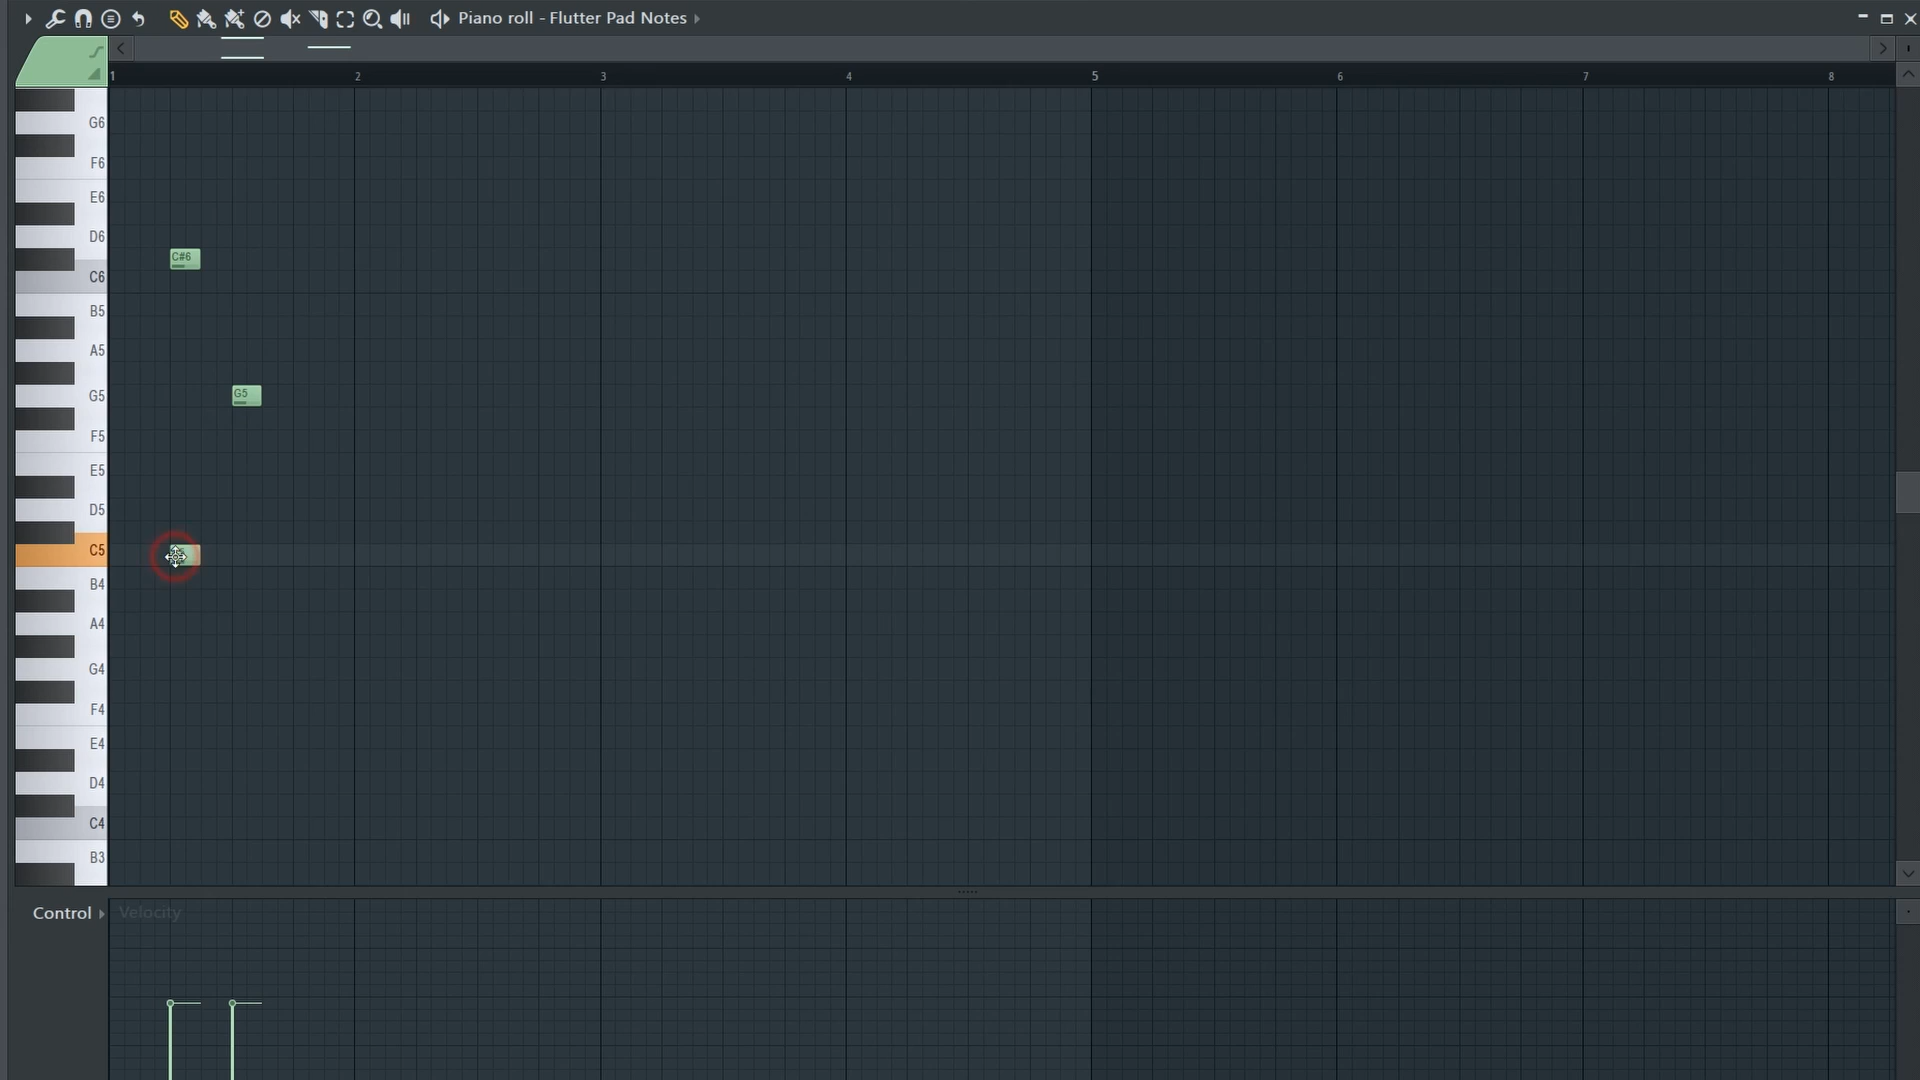 Piano roll - Flutter Pad Notes
1 2 3 4 5 6 7 8
G6
F6
E6
D6
C#6
C6
B5
A5
G5 G5
F5
E5
D5
C5
B4
A4
G4
F4
E4
D4
C4
B3
Control Velocity